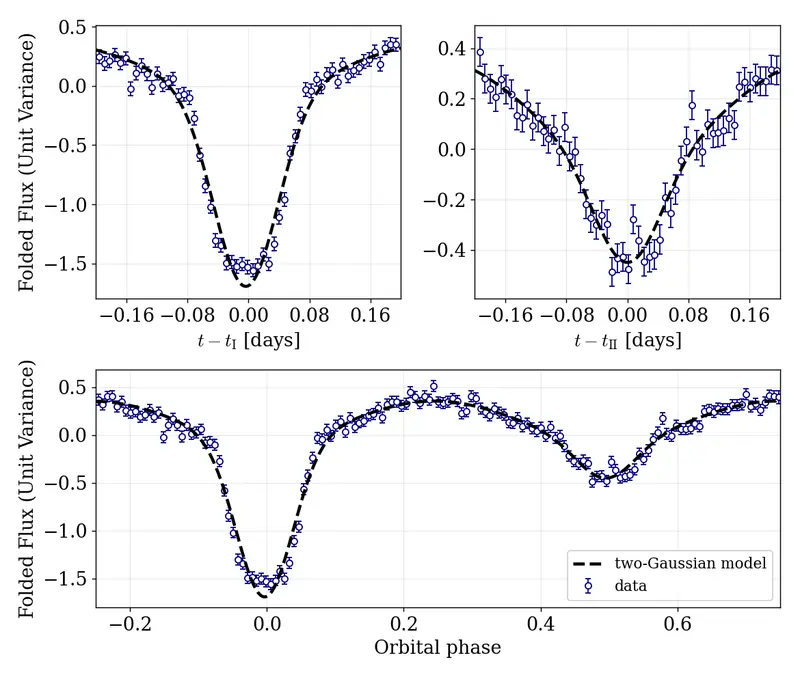 Folded Flux (Unit Variance)
0.5
0.0
−0.5
−1.0
−1.5
−0.16 −0.08 0.00 0.08 0.16
t − t_I [days]
0.4
0.2
0.0
−0.2
−0.4
−0.16 −0.08 0.00 0.08 0.16
t − t_II [days]
Folded Flux (Unit Variance)
0.5
0.0
−0.5
−1.0
−1.5
−0.2 0.0 0.2 0.4 0.6
Orbital phase
two-Gaussian model
data